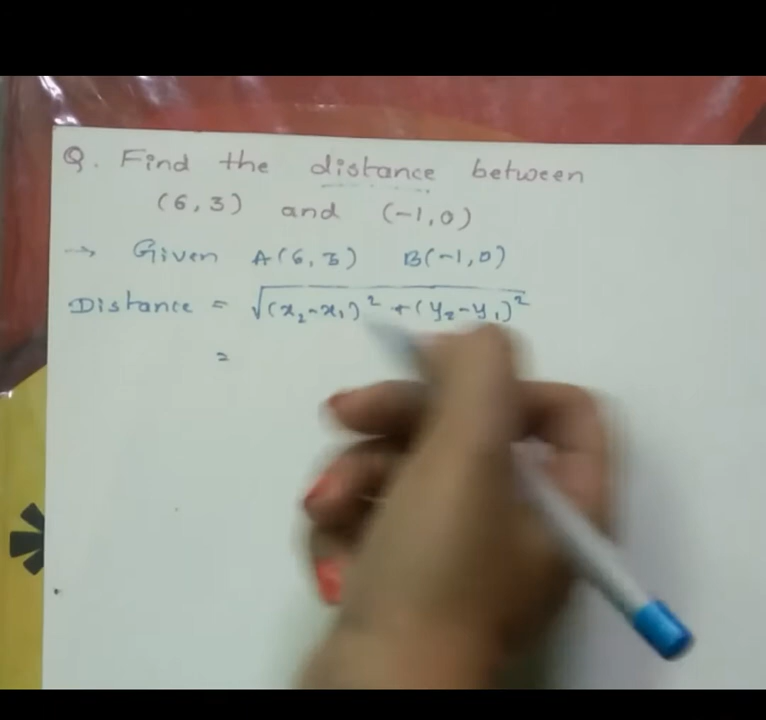 Q. Find the distance between
(6,3) and (-1,0)
→ Given A(6,3) B(-1,0)
Distance = √(x₂-x₁)² + (y₂-y₁)²
=